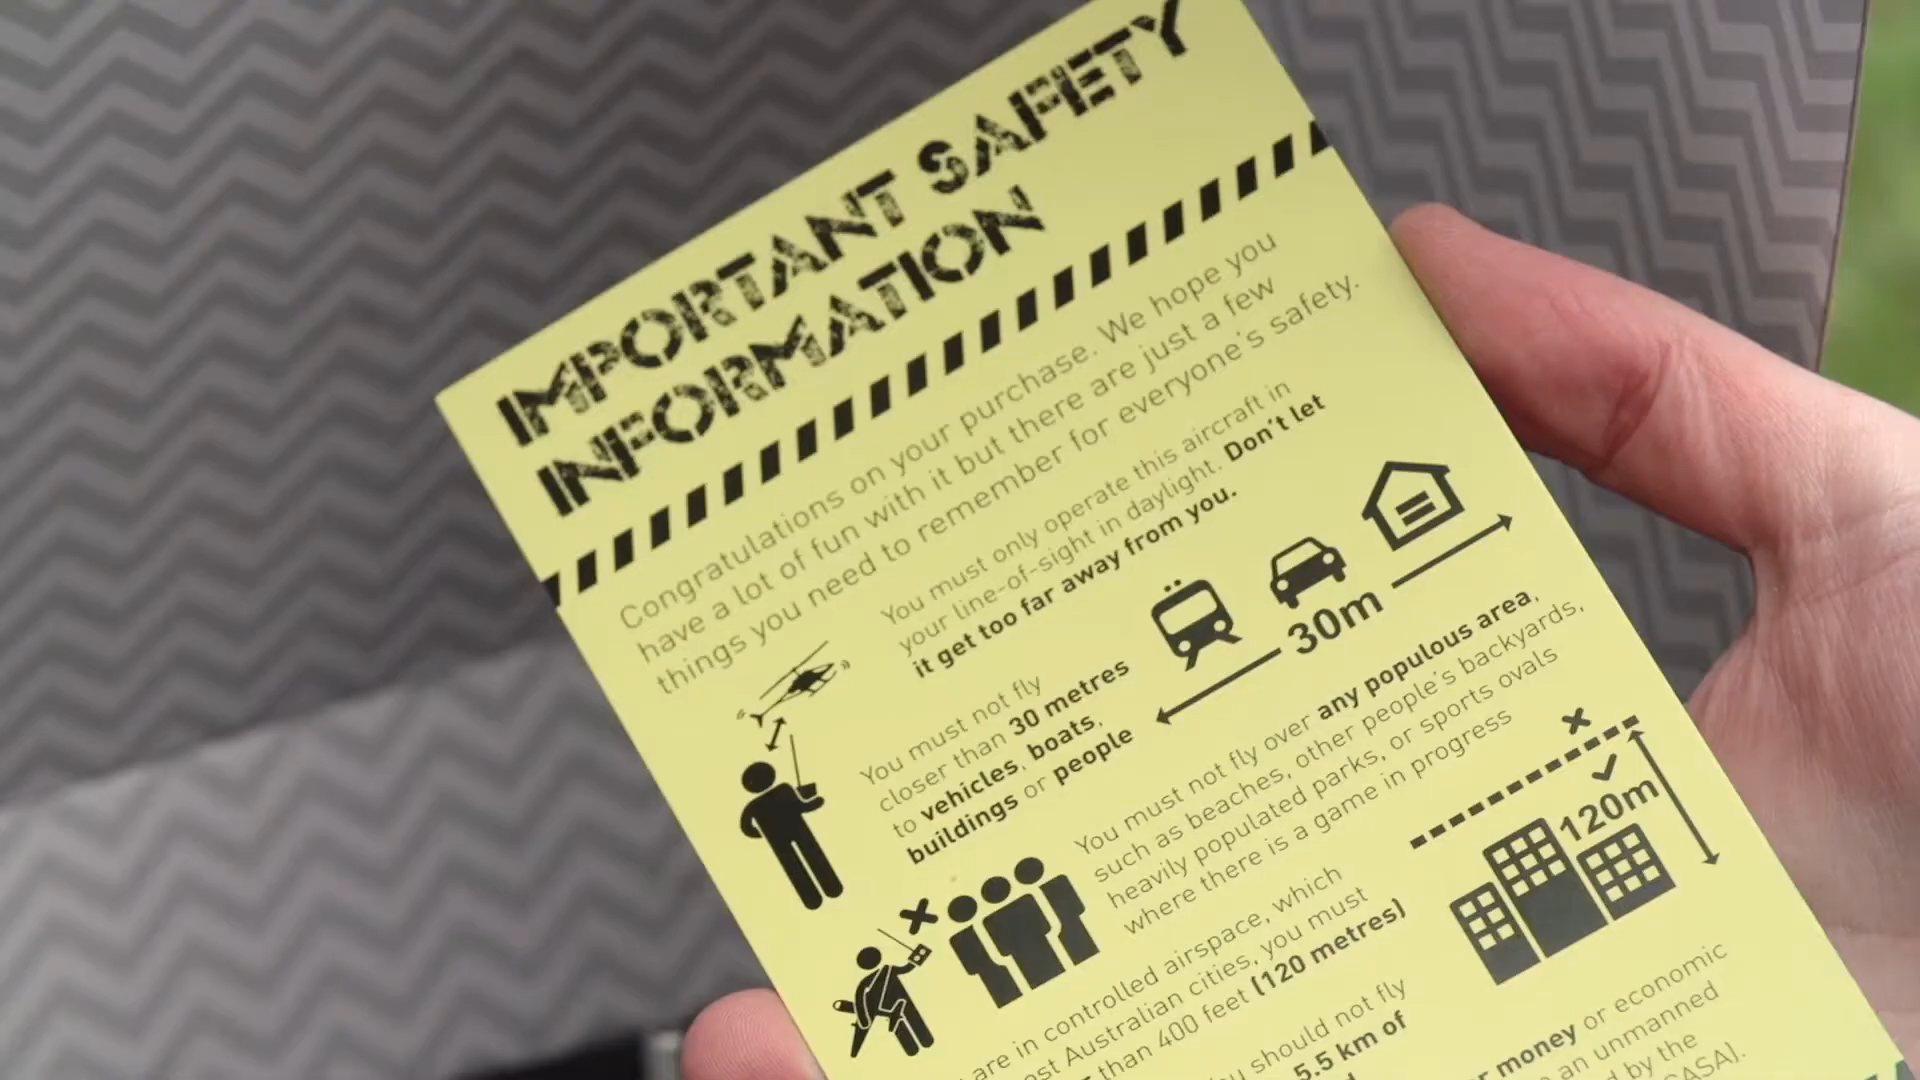 IMPORTANT SAFETY
INFORMATION
Congratulations on your purchase. We hope you
have a lot of fun with it but there are just a few
things you need to remember for everyone's safety.
You must only operate this aircraft in
your line-of-sight in daylight. Don't let
it get too far away from you.
You must not fly
closer than 30 metres
to vehicles, boats,
buildings or people
30m
You must not fly over any populous area,
such as beaches, other people's backyards,
heavily populated parks, or sports ovals
where there is a game in progress
120m
are in controlled airspace, which
Australian cities, you must
than 400 feet (120 metres)
should not fly
5.5 km of
money or economic
an unmanned
by the
CASA).